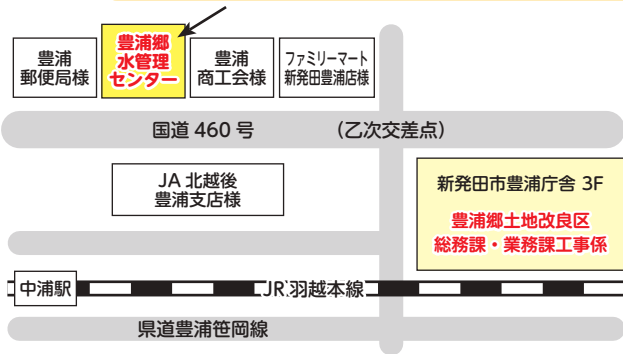 豊浦
郵便局様
豊浦郷
水管理
センター
豊浦
商工会様
ファミリーマート
新発田豊浦店様
国道 460 号
(乙次交差点)
JA 北越後
豊浦支店様
新発田市豊浦庁舎 3F
豊浦郷土地改良区
総務課・業務課工事係
中浦駅
JR 羽越本線
県道豊浦笹岡線